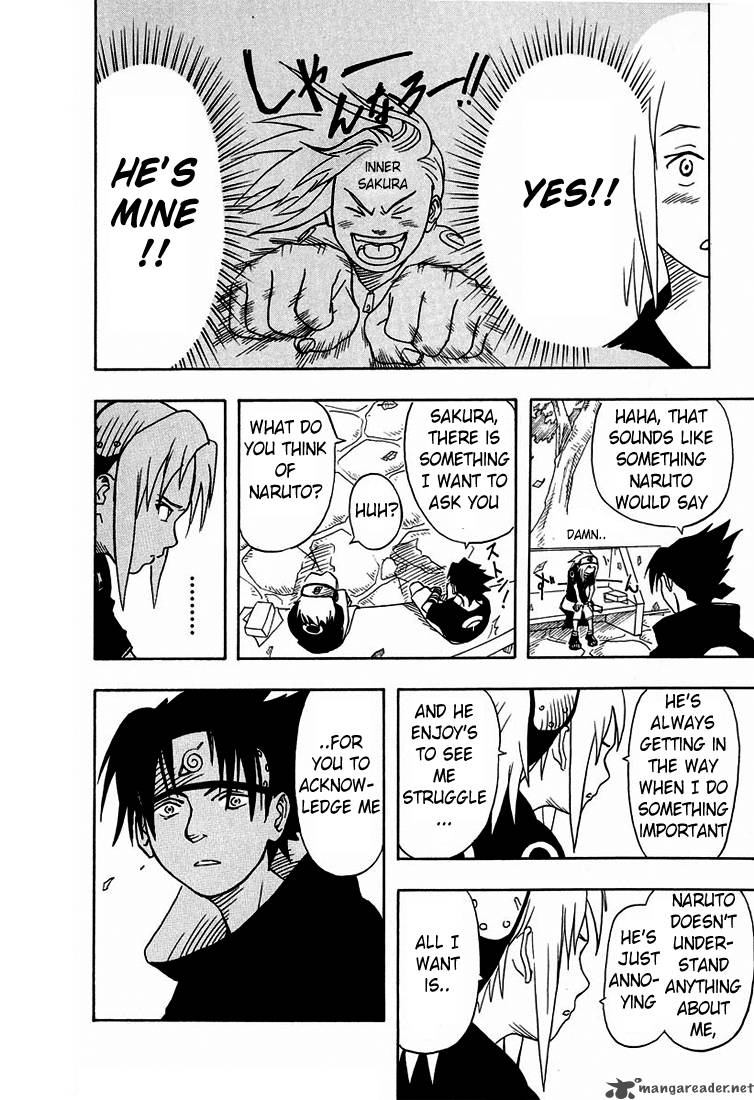 YES!!
しゃー
んなろー!!
INNER
SAKURA
HE'S
MINE
!!
HAHA, THAT
SOUNDS LIKE
SOMETHING
NARUTO
WOULD SAY
DAMN..
SAKURA,
THERE IS
SOMETHING
I WANT TO
ASK YOU
ストン!
HUH?
WHAT DO
YOU THINK
OF
NARUTO?
.........
HE'S
ALWAYS
GETTING IN
THE WAY
WHEN I DO
SOMETHING
IMPORTANT
AND HE
ENJOY'S
TO SEE
ME
STRUGGLE
...
NARUTO
DOESN'T
UNDER-
STAND
ANYTHING
ABOUT
ME,
HE'S
JUST
ANNO-
YING
ALL I
WANT
IS..
..FOR
YOU TO
ACKNOW-
LEDGE ME
mangareader.net